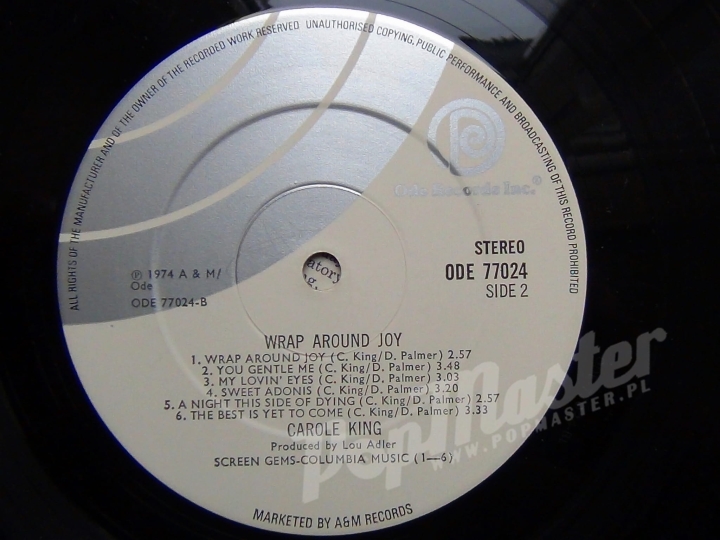 ALL RIGHTS OF THE MANUFACTURER AND OF THE OWNER OF THE RECORDED WORK RESERVED UNAUTHORISED COPYING, PUBLIC PERFORMANCE AND BROADCASTING OF THIS RECORD PROHIBITED
Ode Records Inc.®
STEREO
ODE 77024
SIDE 2
℗ 1974 A & M/
Ode
ODE 77024-B
WRAP AROUND JOY
1. WRAP AROUND JOY (C. King/D. Palmer) 2.57
2. YOU GENTLE ME (C. King/D. Palmer) 3.48
3. MY LOVIN' EYES (C. King/D. Palmer) 3.03
4. SWEET ADONIS (C. King/D. Palmer) 3.20
5. A NIGHT THIS SIDE OF DYING (C. King/D. Palmer) 2.57
6. THE BEST IS YET TO COME (C. King/D. Palmer) 3.33
CAROLE KING
Produced by Lou Adler
SCREEN GEMS-COLUMBIA MUSIC (1—6)
MARKETED BY A&M RECORDS
PopMaster
WWW.POPMASTER.PL